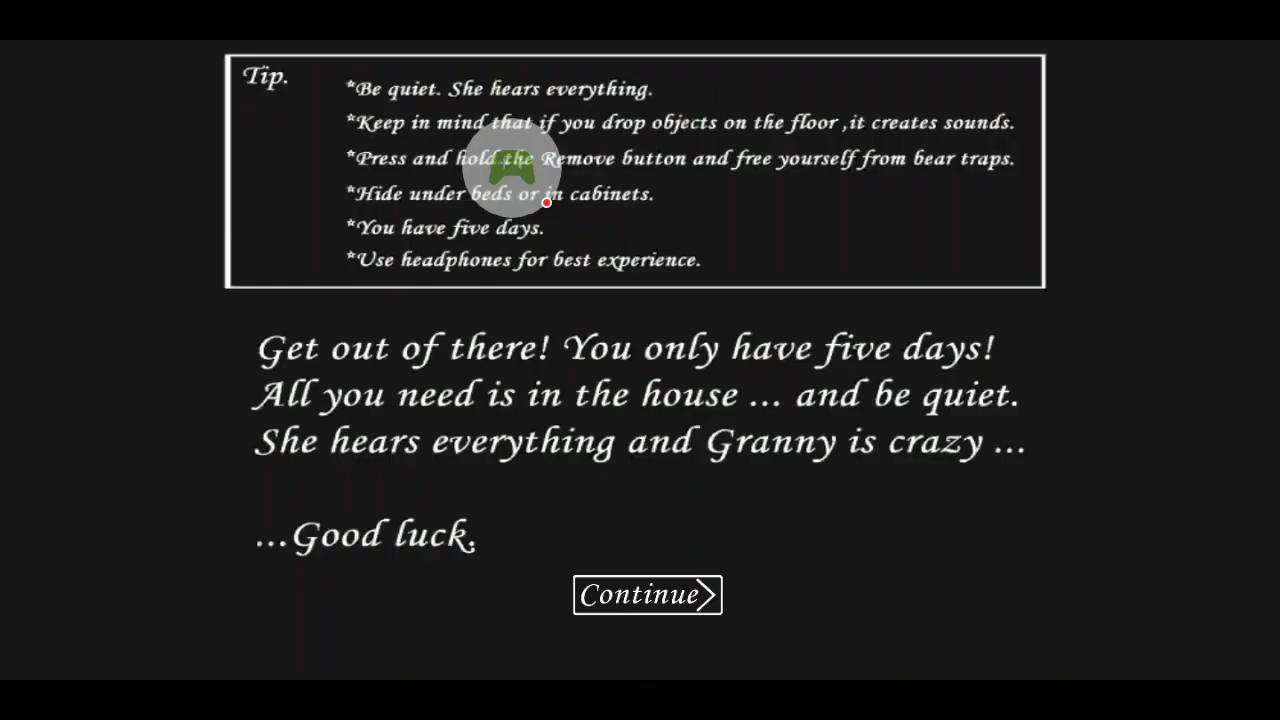 Tip.
*Be quiet. She hears everything.
*Keep in mind that if you drop objects on the floor ,it creates sounds.
*Press and hold the Remove button and free yourself from bear traps.
*Hide under beds or in cabinets.
*You have five days.
*Use headphones for best experience.
Get out of there! You only have five days!
All you need is in the house ... and be quiet.
She hears everything and Granny is crazy ...
...Good luck.
Continue>